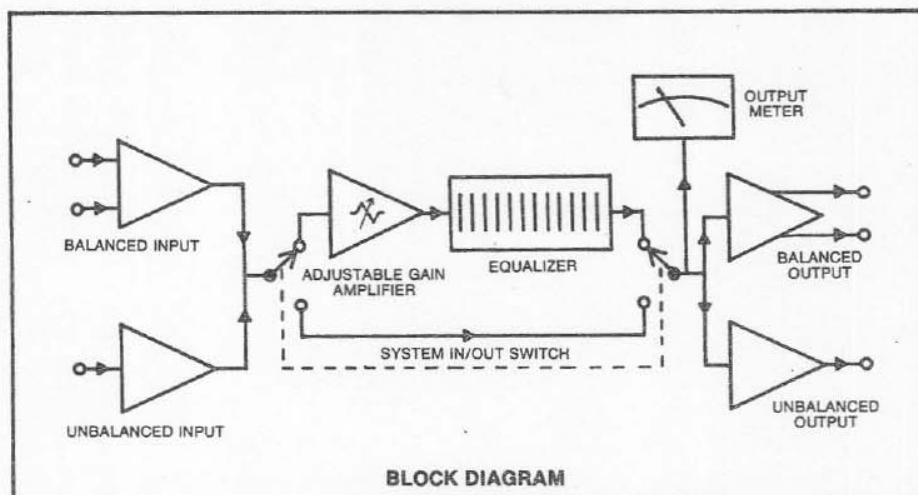 OUTPUT
METER
BALANCED INPUT
ADJUSTABLE GAIN
AMPLIFIER
EQUALIZER
BALANCED
OUTPUT
SYSTEM IN/OUT SWITCH
UNBALANCED INPUT
UNBALANCED
OUTPUT
BLOCK DIAGRAM